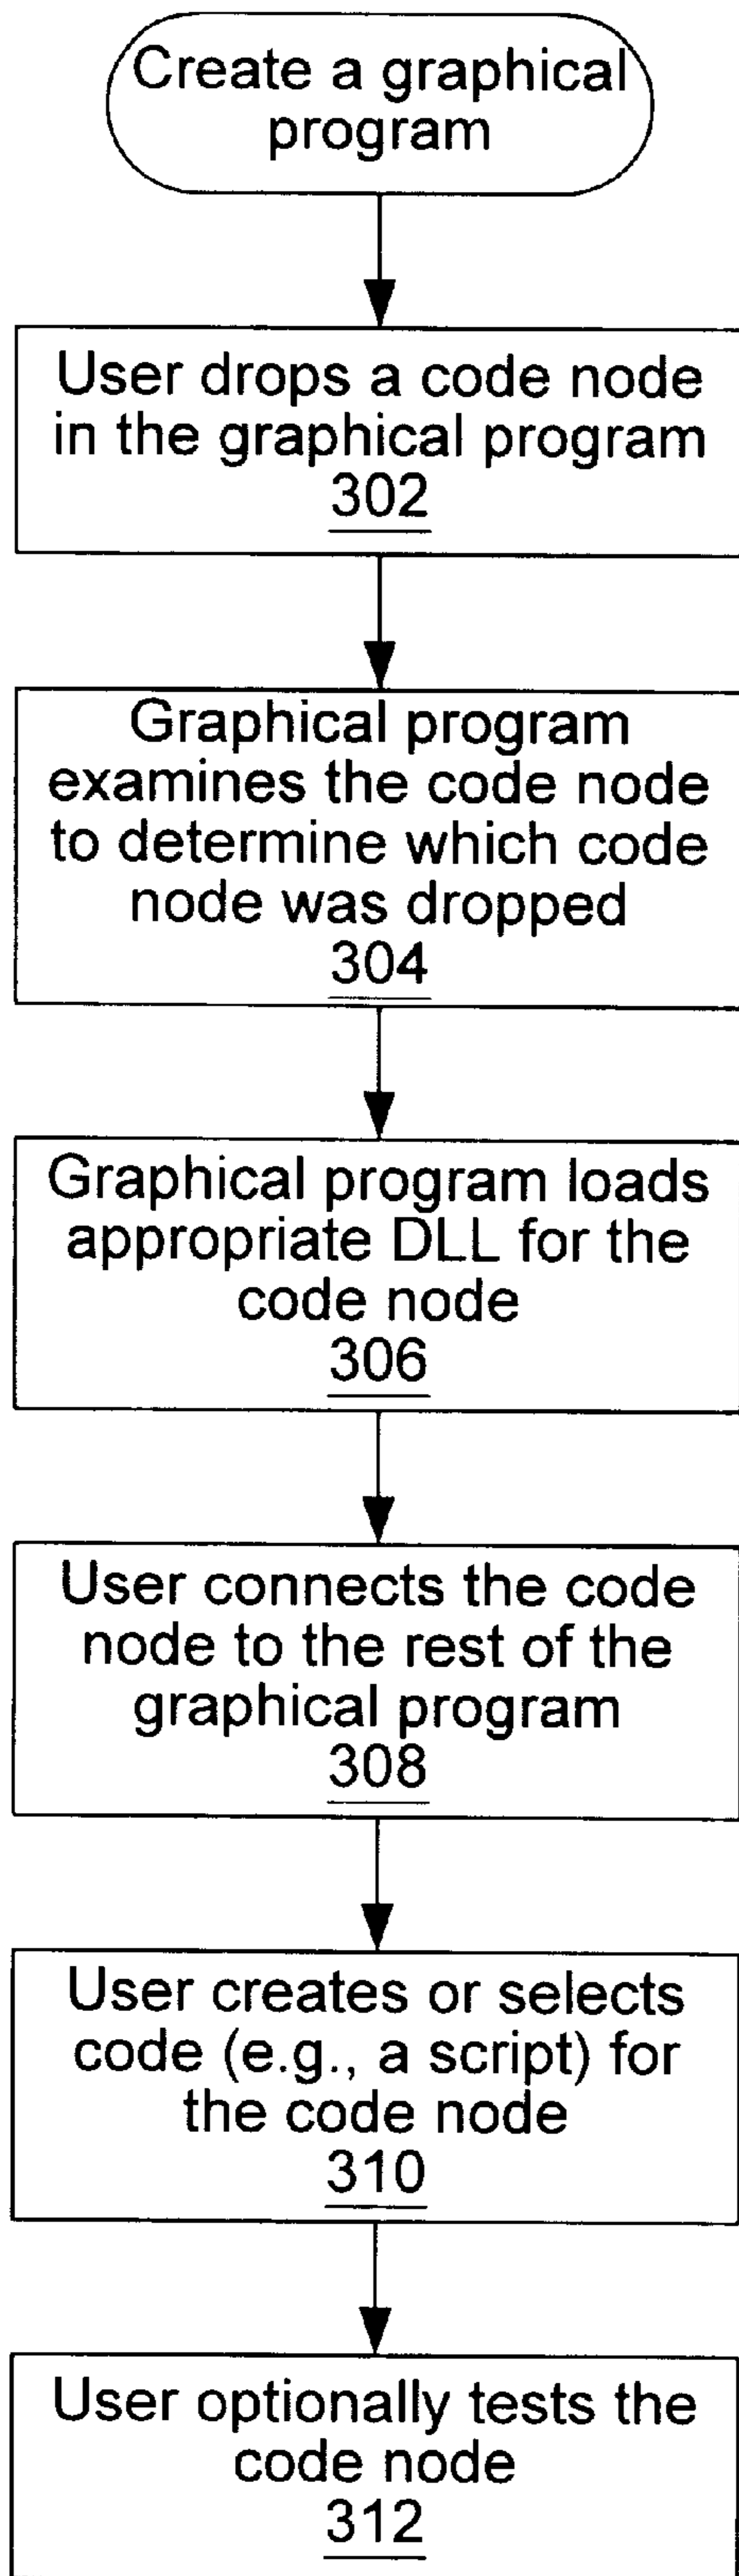 Create a graphical
program
User drops a code node
in the graphical program
302
Graphical program
examines the code node
to determine which code
node was dropped
304
Graphical program loads
appropriate DLL for the
code node
306
User connects the code
node to the rest of the
graphical program
308
User creates or selects
code (e.g., a script) for
the code node
310
User optionally tests the
code node
312